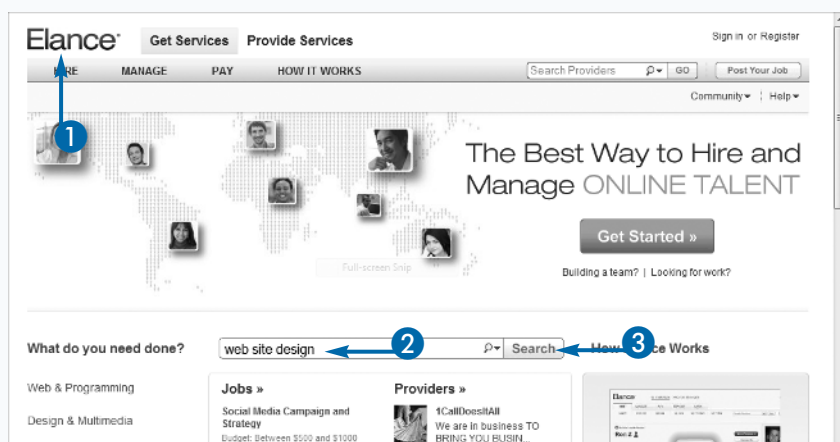 Elance
Get Services Provide Services
Sign in or Register
HIRE MANAGE PAY HOW IT WORKS
Search Providers GO Post Your Job
Community Help
1
The Best Way to Hire and
Manage ONLINE TALENT
Get Started »
Full-screen Snip
Building a team? | Looking for work?
What do you need done?
web site design
2
Search
3
How Elance Works
Web & Programming
Design & Multimedia
Jobs »
Social Media Campaign and
Strategy
Budget: Between $500 and $1000
Providers »
1CallDoesItAll
We are in business TO
BRING YOU BUSIN...
Elance